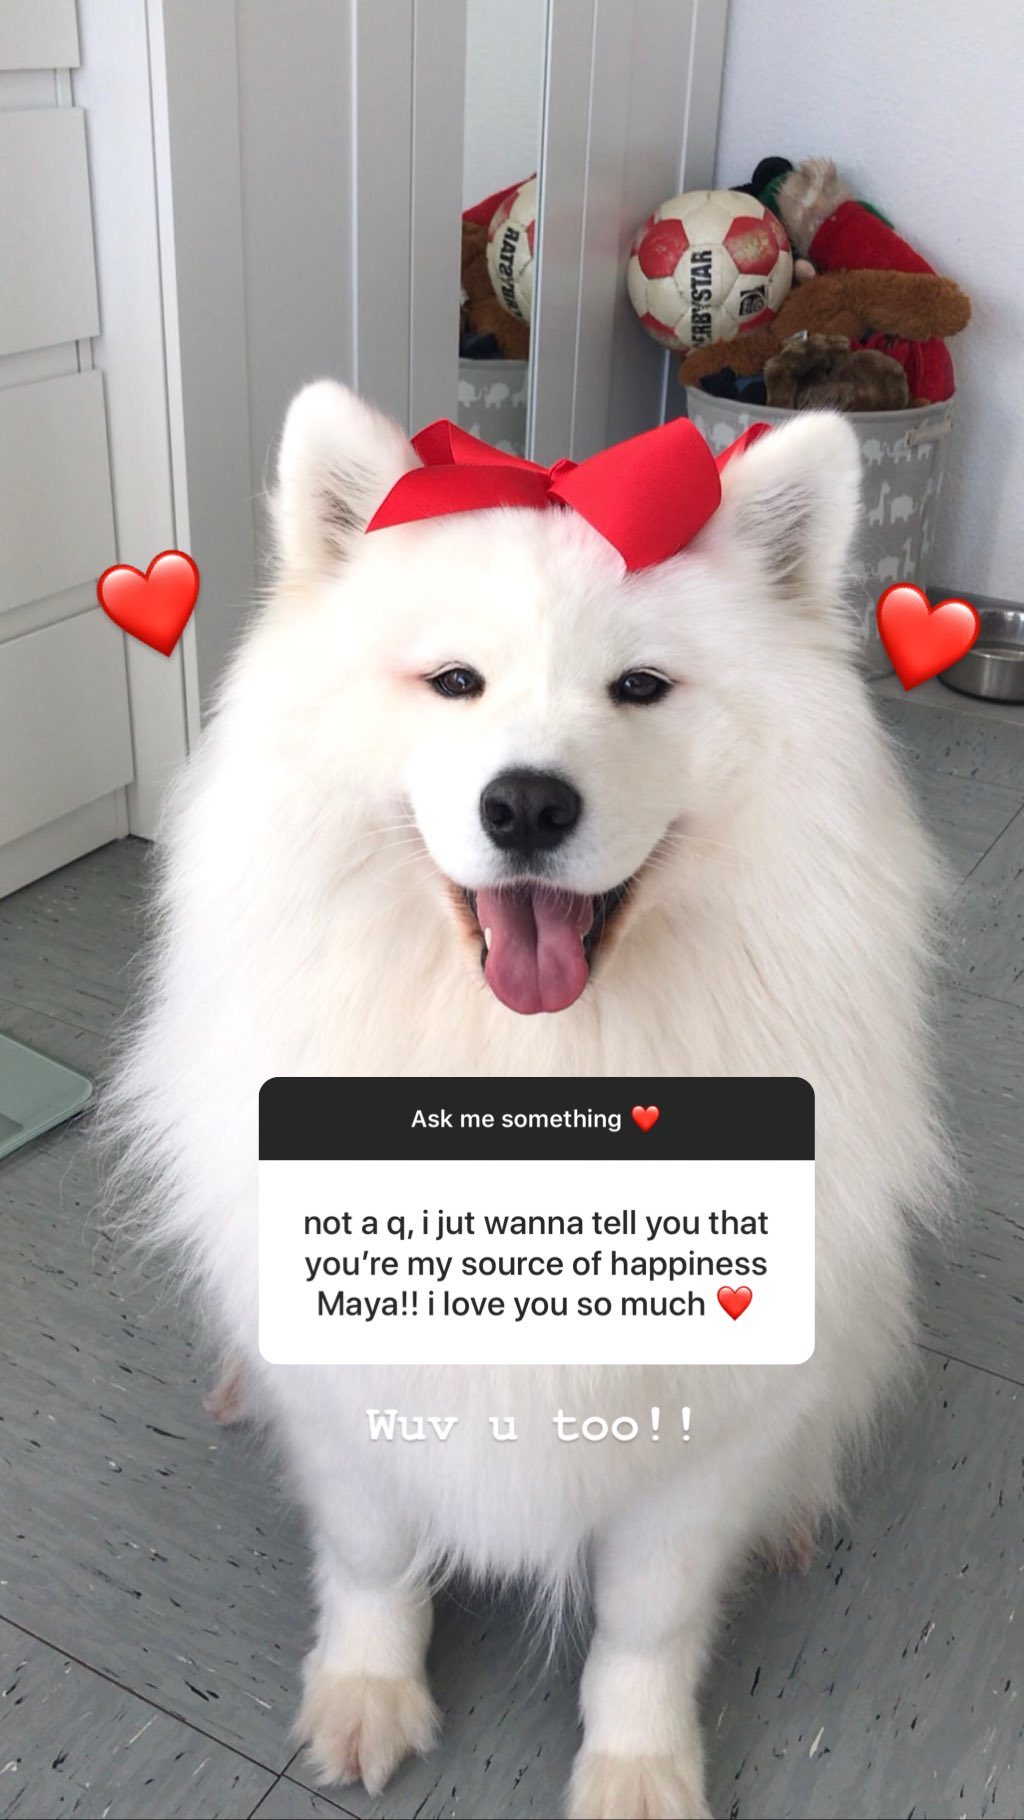 ERBYSTAR
Ask me something ❤️
not a q, i jut wanna tell you that
you’re my source of happiness
Maya!! i love you so much ❤️
Wuv u too!!